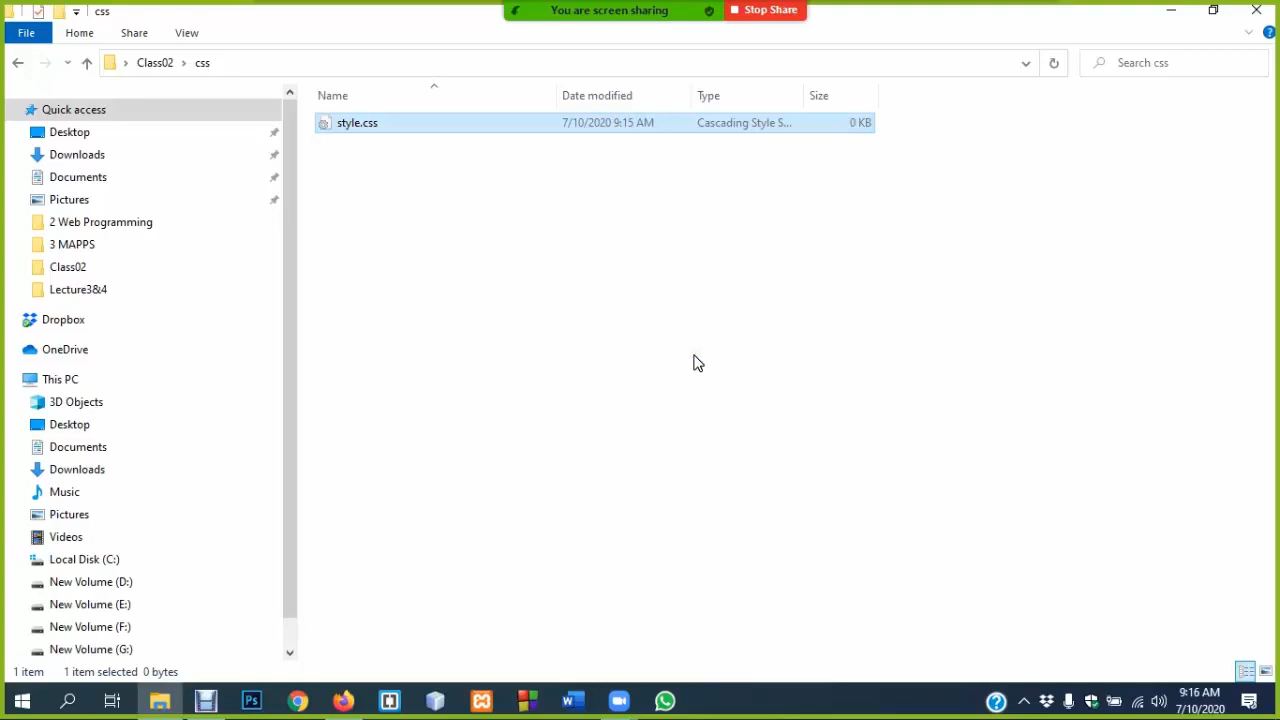 css
You are screen sharing
Stop Share
File Home Share View
Class02 css
Search css
Name Date modified Type Size
style.css 7/10/2020 9:15 AM Cascading Style S... 0 KB
Quick access
Desktop
Downloads
Documents
Pictures
2 Web Programming
3 MAPPS
Class02
Lecture3&4
Dropbox
OneDrive
This PC
3D Objects
Desktop
Documents
Downloads
Music
Pictures
Videos
Local Disk (C:)
New Volume (D:)
New Volume (E:)
New Volume (F:)
New Volume (G:)
1 item 1 item selected 0 bytes
Ps
9:16 AM
7/10/2020